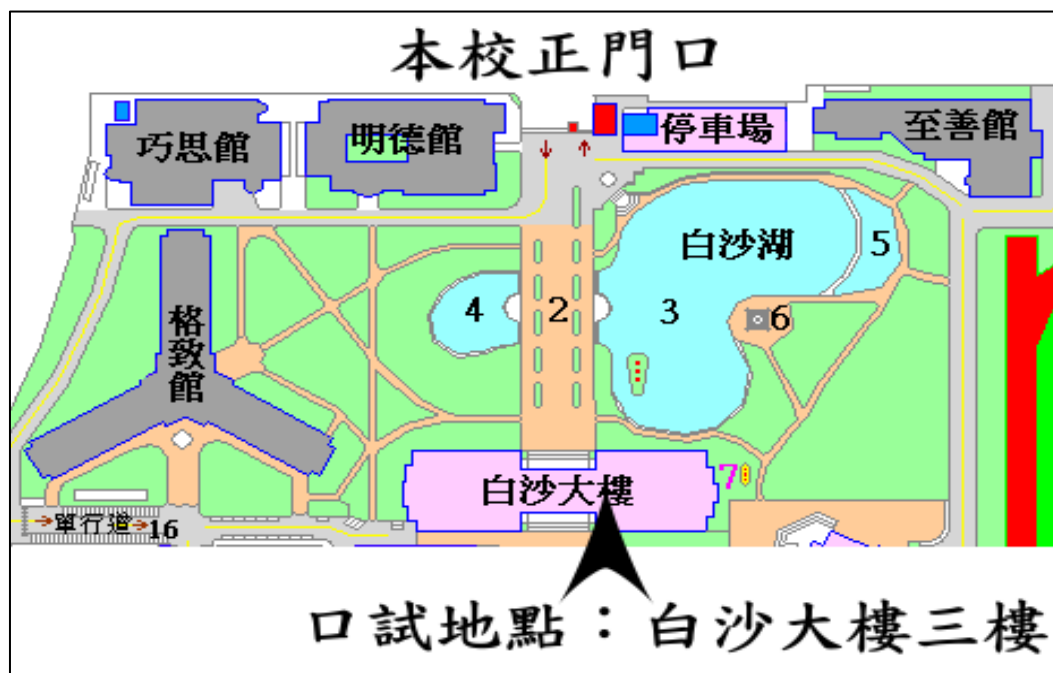 本校正門口
巧思館
明德館
停車場
至善館
白沙湖
5
4
2
3
6
格致館
白沙大樓
7
單行道
16
口試地點：白沙大樓三樓